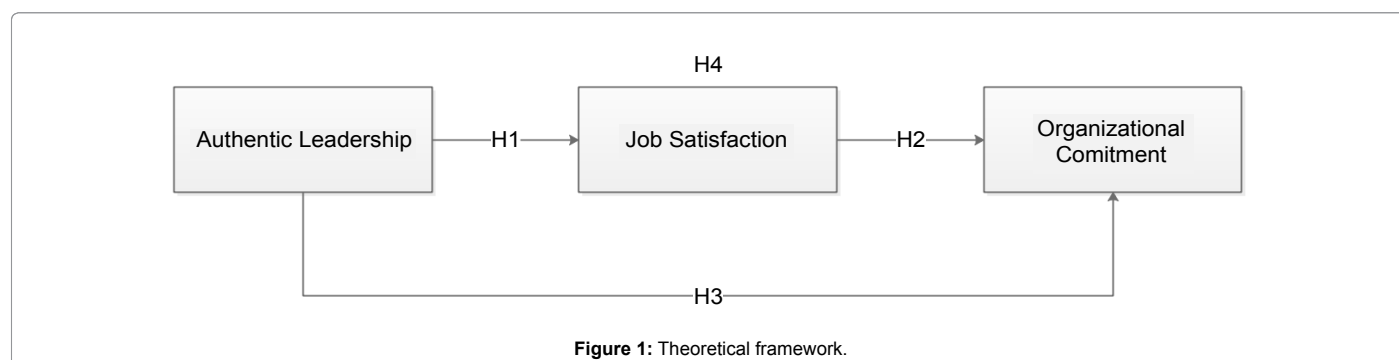 H4
Authentic Leadership
H1
Job Satisfaction
H2
Organizational
Comitment
H3
Figure 1: Theoretical framework.